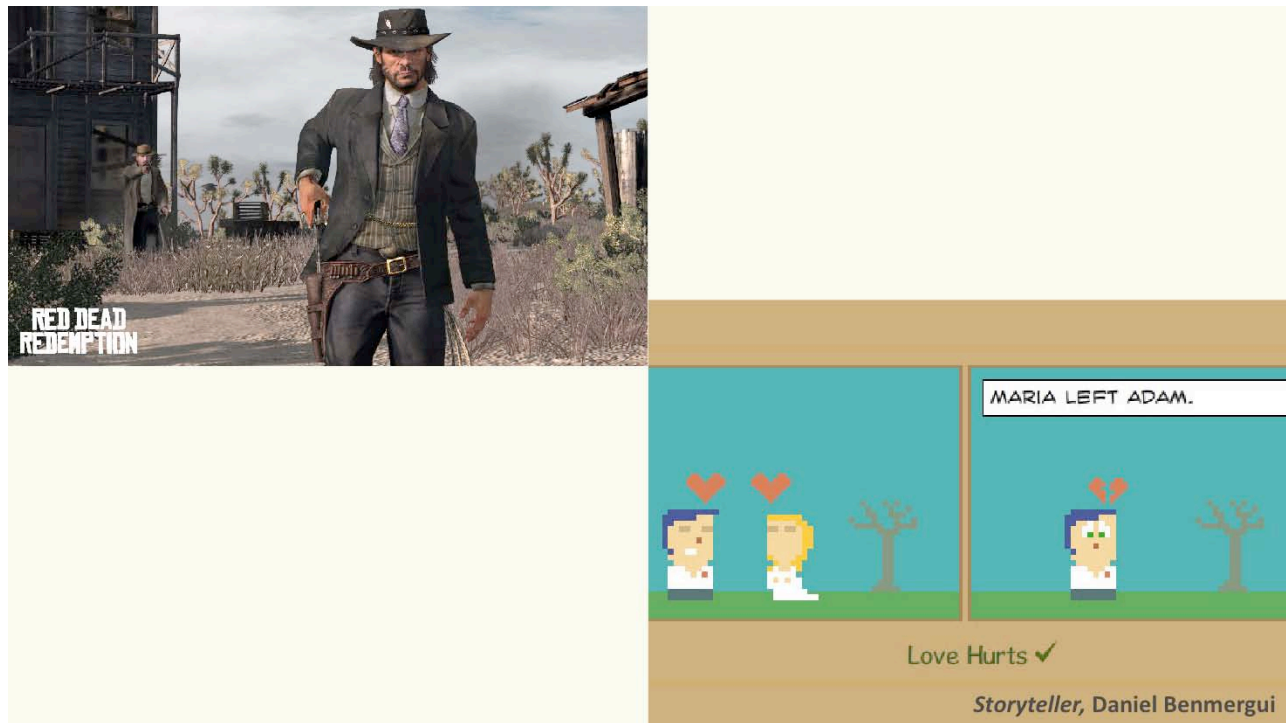 RED DEAD
REDEMPTION
MARIA LEFT ADAM.
Love Hurts ✓
Storyteller, Daniel Benmergui